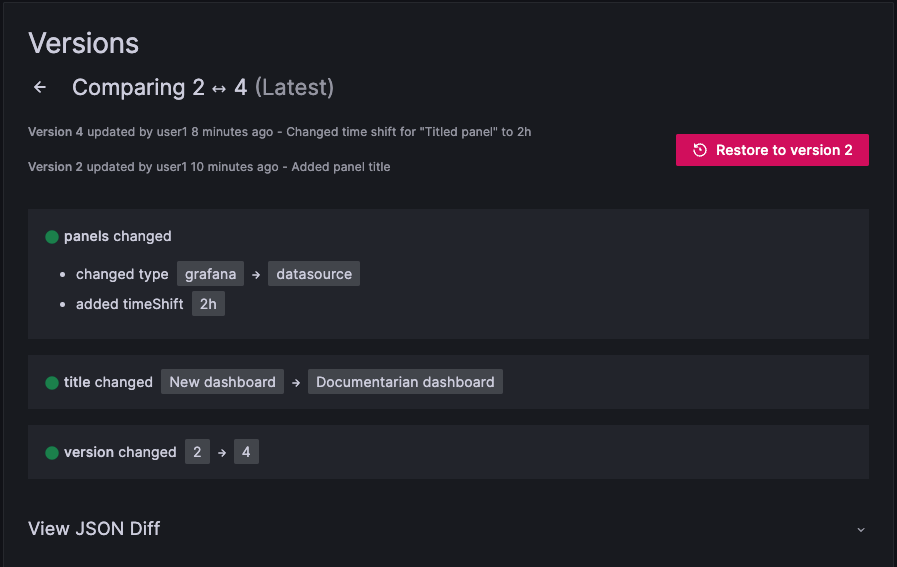 Versions
← Comparing 2 ↔ 4 (Latest)
Version 4 updated by user1 8 minutes ago - Changed time shift for "Titled panel" to 2h
Restore to version 2
Version 2 updated by user1 10 minutes ago - Added panel title
panels changed
• changed type grafana → datasource
• added timeShift 2h
title changed New dashboard → Documentarian dashboard
version changed 2 → 4
View JSON Diff